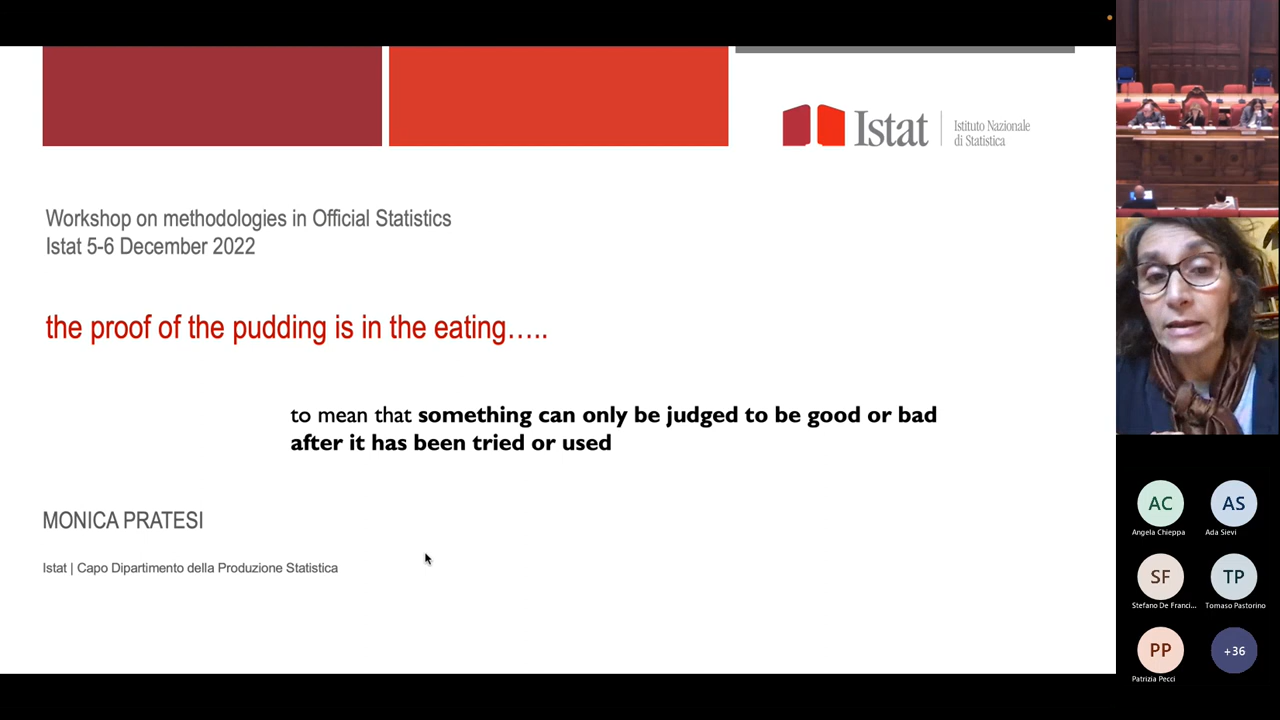 Istat
Istituto Nazionale
di Statistica
Workshop on methodologies in Official Statistics
Istat 5-6 December 2022
the proof of the pudding is in the eating…..
to mean that something can only be judged to be good or bad
after it has been tried or used
MONICA PRATESI
Istat | Capo Dipartimento della Produzione Statistica
AC
AS
Angela Chieppa
Ada Sievi
SF
TP
Stefano De Franci...
Tomaso Pastorino
PP
+36
Patrizia Pecci